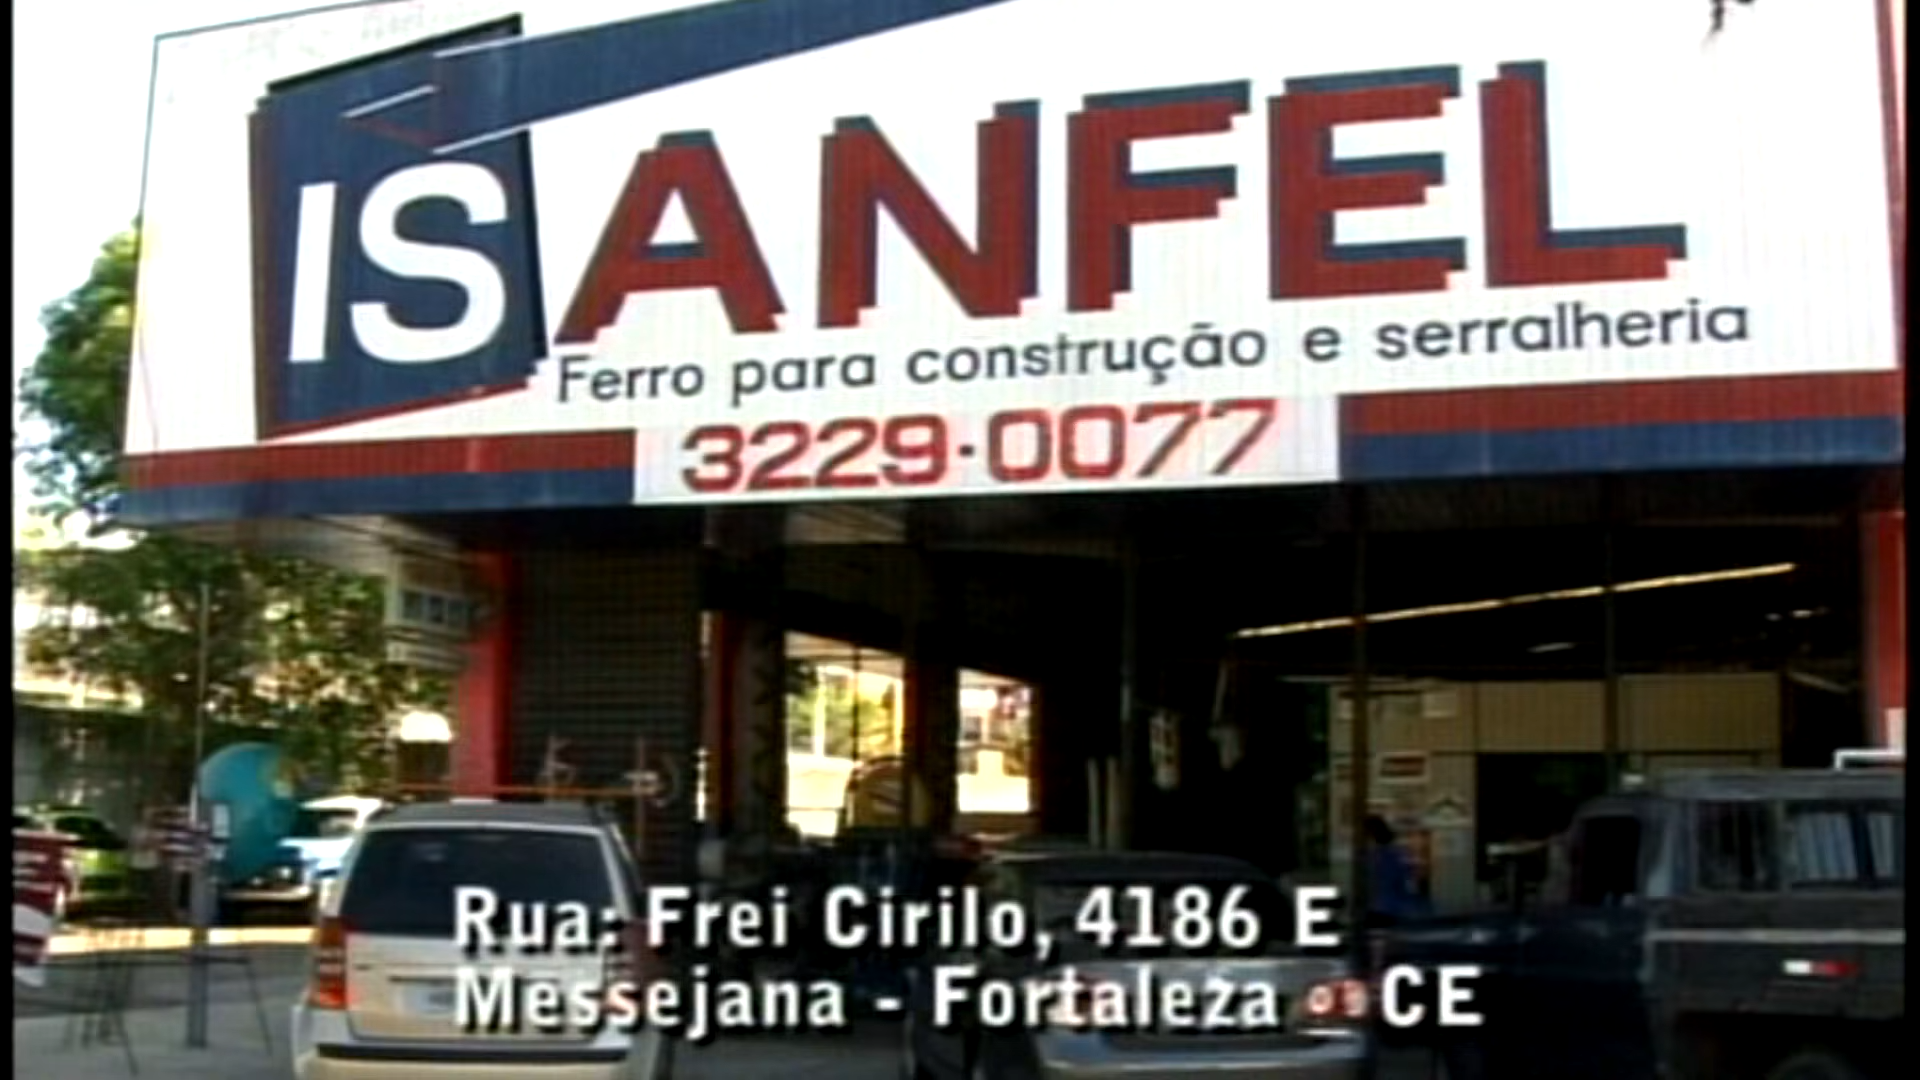 ISANFEL
Ferro para construção e serralheria
3229·0077
Rua: Frei Cirilo, 4186 E
Messejana - Fortaleza CE